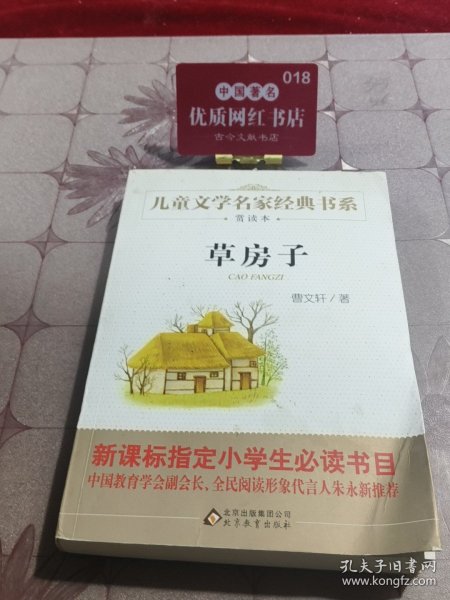 018
中国著名
优质网红书店
古今文献书店
儿童文学名家经典书系
赏读本
草房子
CAO FANGZI
曹文轩/著
新课标指定小学生必读书目
中国教育学会副会长、全民阅读形象代言人朱永新推荐
北京出版集团公司
北京教育出版社
孔夫子旧书网
www.kongfz.com